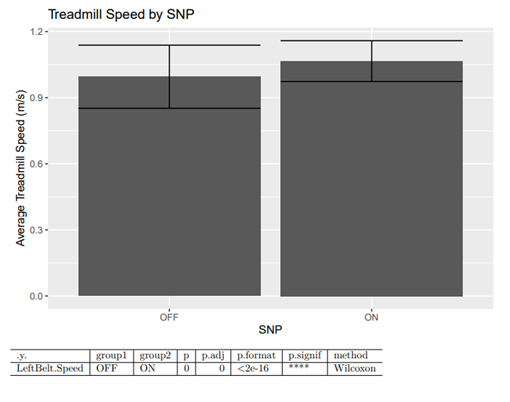 Treadmill Speed by SNP
Average Treadmill Speed (m/s)
1.2
0.9
0.6
0.3
0.0
OFF ON
SNP
.y. group1 group2 p p.adj p.format p.signif method
LeftBelt.Speed OFF ON 0 0 <2e-16 **** Wilcoxon